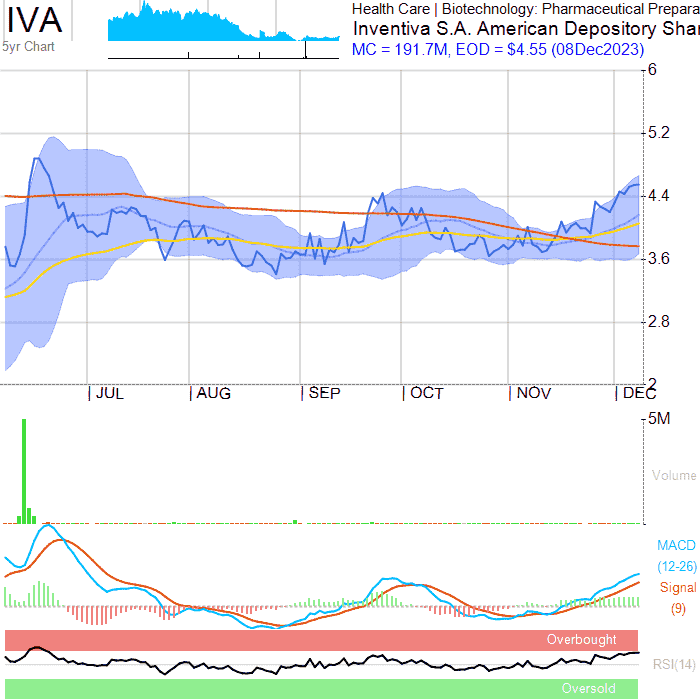 IVA
5yr Chart
Health Care | Biotechnology: Pharmaceutical Prepara
Inventiva S.A. American Depository Shar
MC = 191.7M, EOD = $4.55 (08Dec2023)
6
5.2
4.4
3.6
2.8
2
JUL
AUG
SEP
OCT
NOV
DEC
5M
Volume
MACD
(12-26)
Signal
(9)
Overbought
RSI(14)
Oversold